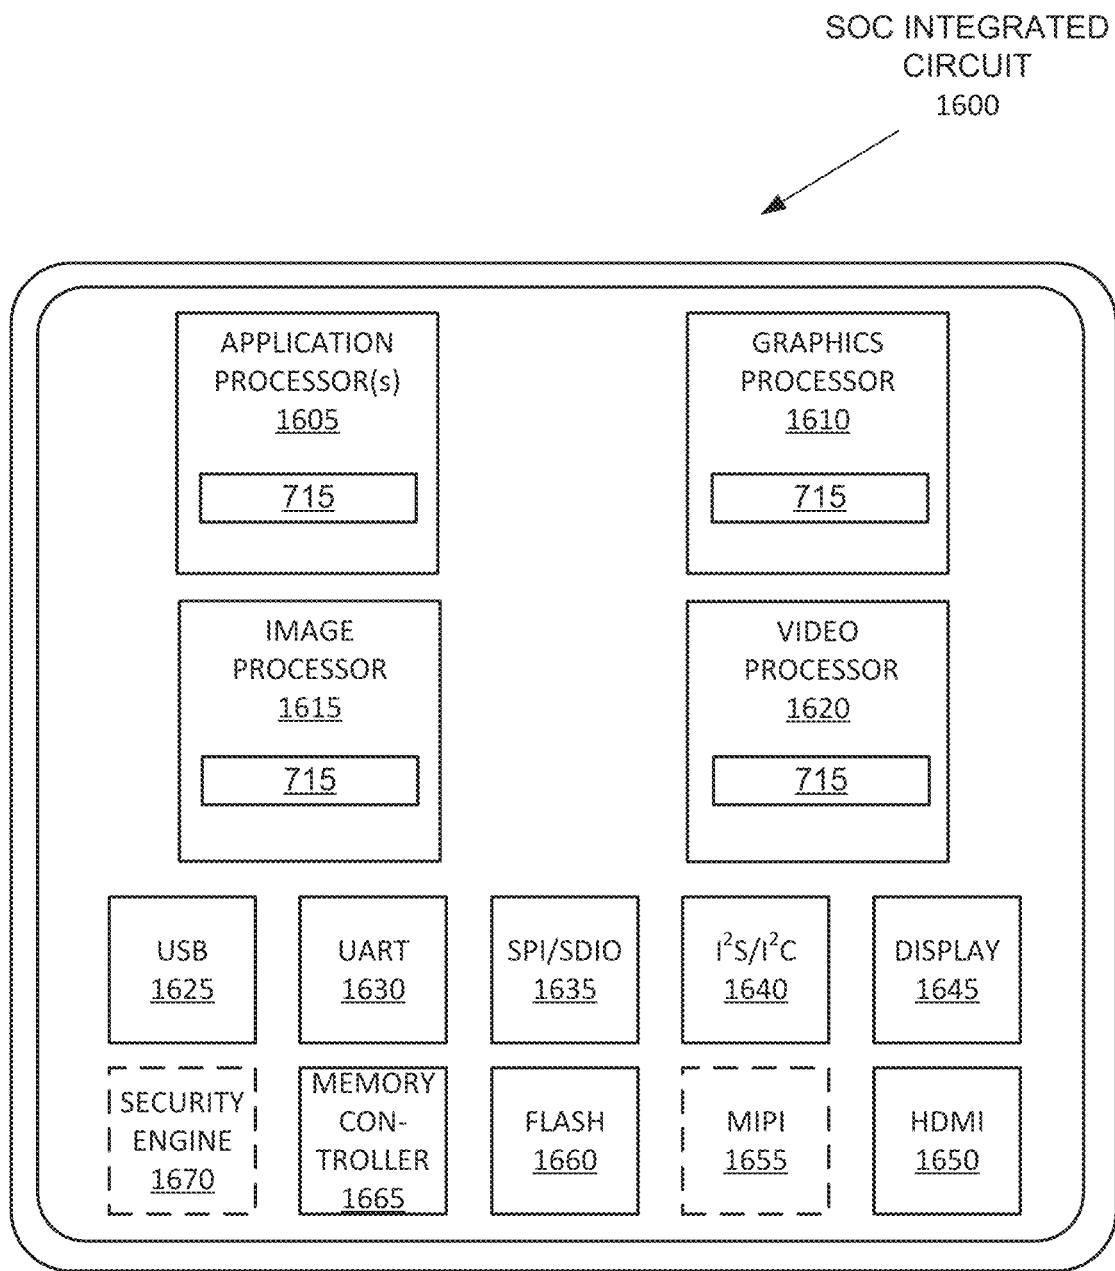 SOC INTEGRATED
CIRCUIT
1600
APPLICATION
PROCESSOR(s)
1605
715
GRAPHICS
PROCESSOR
1610
715
IMAGE
PROCESSOR
1615
715
VIDEO
PROCESSOR
1620
715
USB
1625
UART
1630
SPI/SDIO
1635
I²S/I²C
1640
DISPLAY
1645
SECURITY
ENGINE
1670
MEMORY
CON-
TROLLER
1665
FLASH
1660
MIPI
1655
HDMI
1650